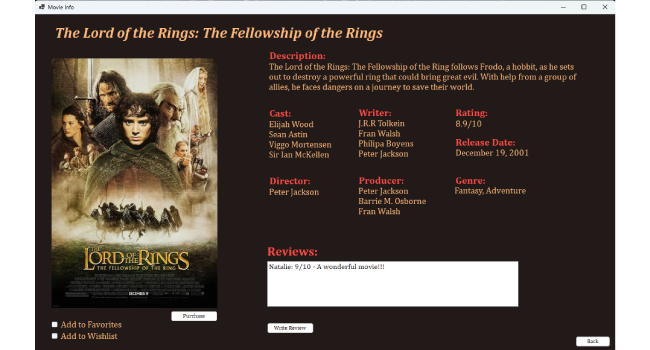 Movie Info
The Lord of the Rings: The Fellowship of the Rings
Description:
The Lord of the Rings: The Fellowship of the Ring follows Frodo, a hobbit, as he sets
out to destroy a powerful ring that could bring great evil. With help from a group of
allies, he faces dangers on a journey to save their world.
Cast:
Elijah Wood
Sean Astin
Viggo Mortensen
Sir Ian McKellen
Writer:
J.R.R Tolkein
Fran Walsh
Philipa Boyens
Peter Jackson
Rating:
8.9/10
Release Date:
December 19, 2001
Director:
Peter Jackson
Producer:
Peter Jackson
Barrie M. Osborne
Fran Walsh
Genre:
Fantasy, Adventure
THE
LORD OF THE RINGS
THE FELLOWSHIP OF THE RING
DECEMBER 19
Purchase
Add to Favorites
Add to Wishlist
Reviews:
Natalie: 9/10 - A wonderful movie!!!
Write Review
Back